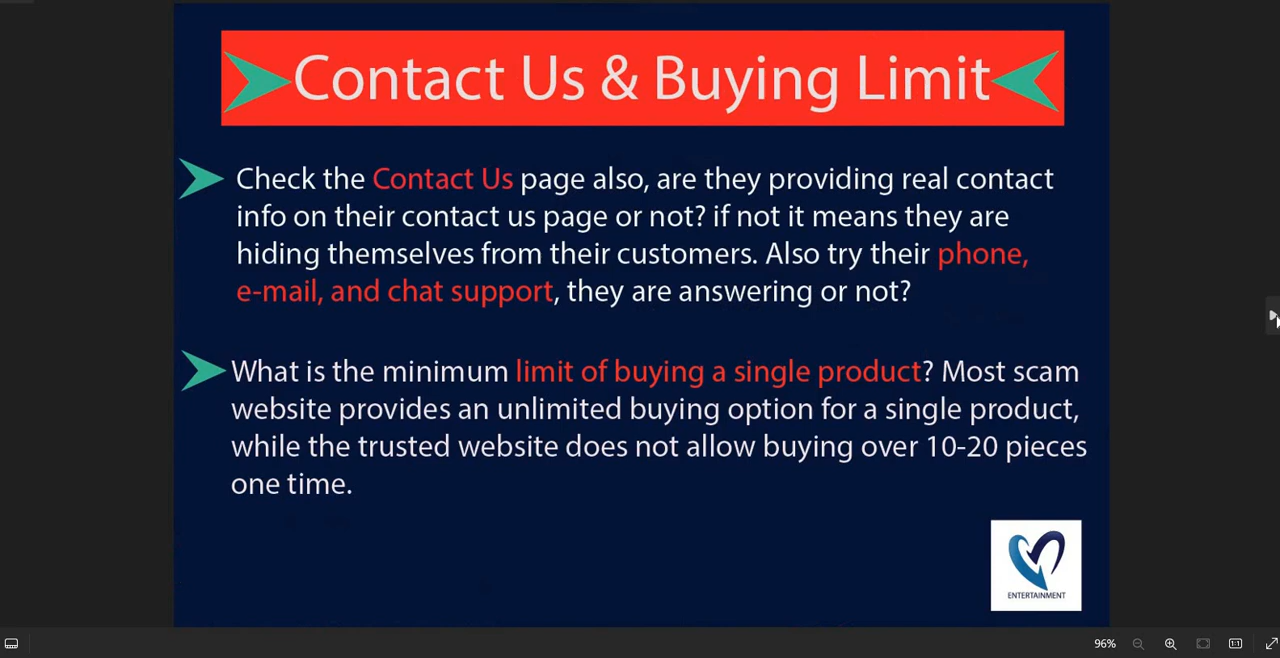 Contact Us & Buying Limit
Check the Contact Us page also, are they providing real contact
info on their contact us page or not? if not it means they are
hiding themselves from their customers. Also try their phone,
e-mail, and chat support, they are answering or not?
What is the minimum limit of buying a single product? Most scam
website provides an unlimited buying option for a single product,
while the trusted website does not allow buying over 10-20 pieces
one time.
ENTERTAINMENT
96%
1:1